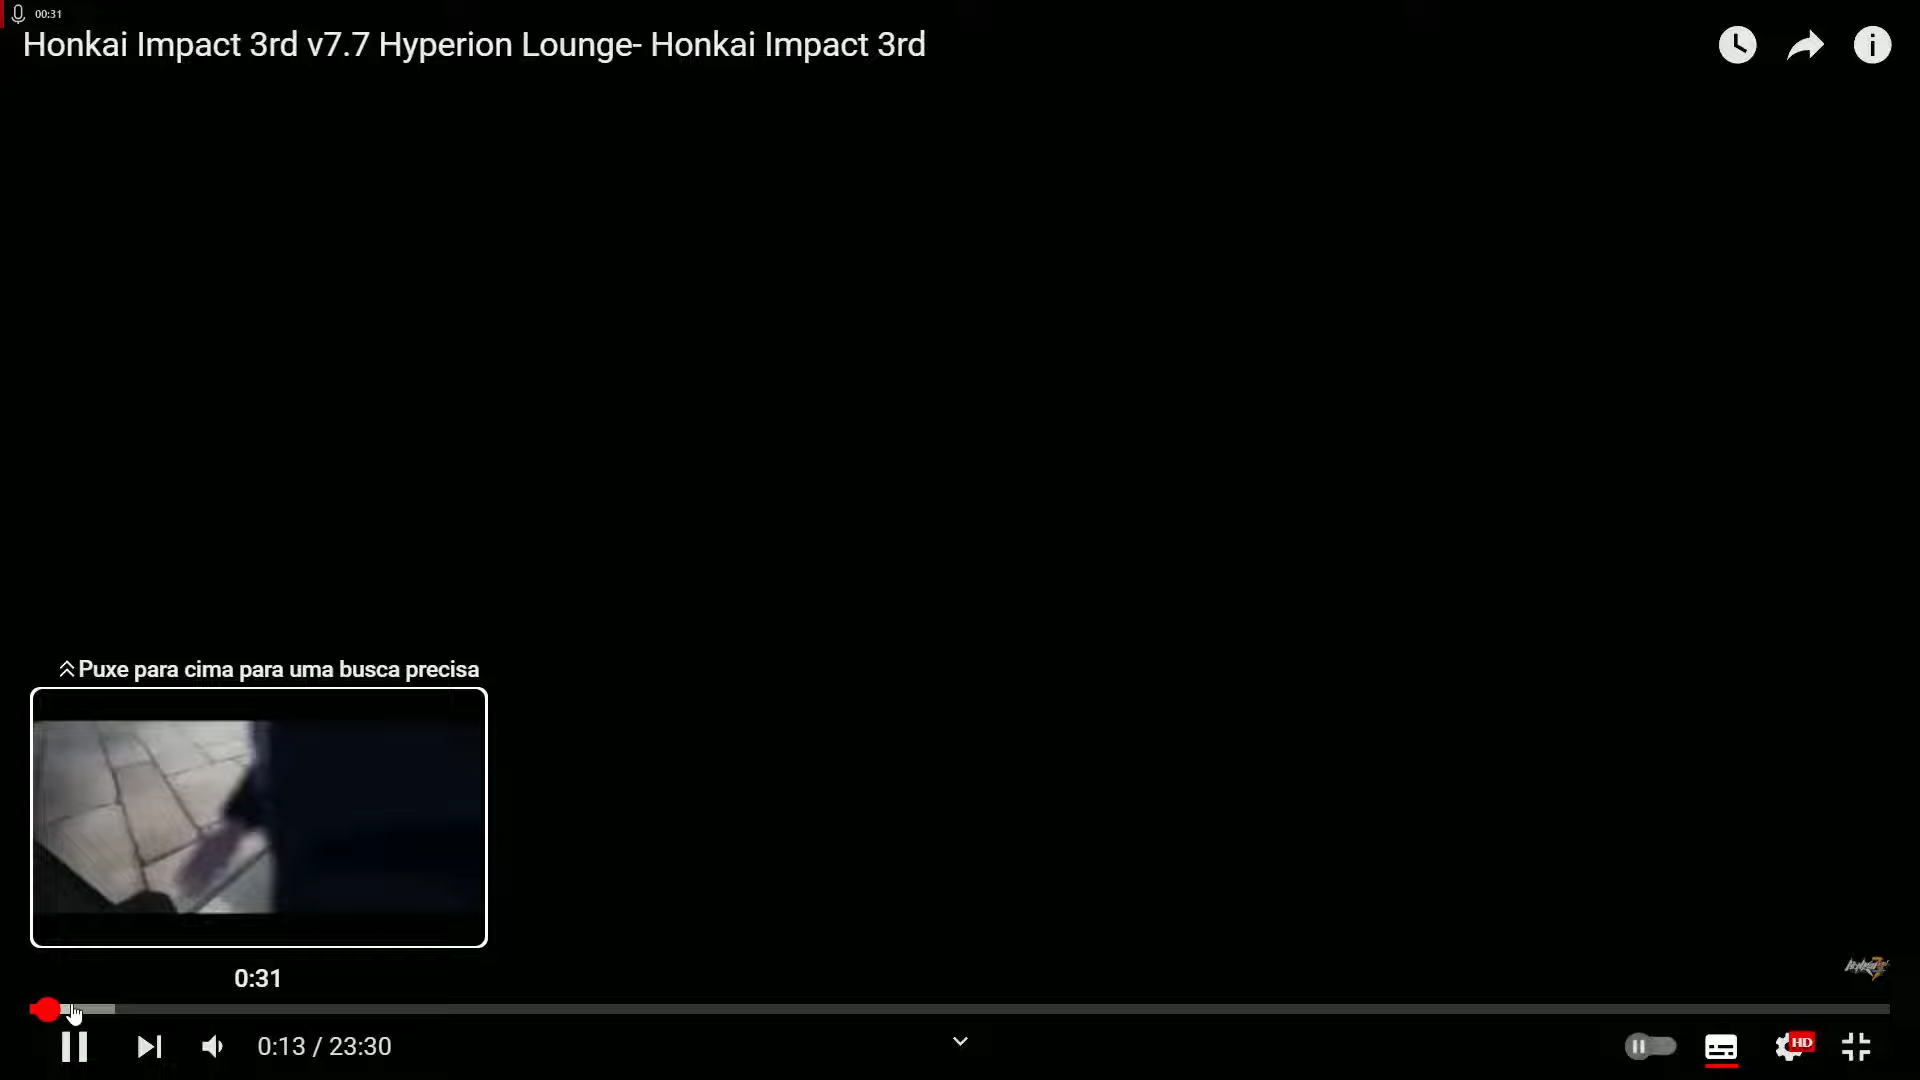 00:31
Honkai Impact 3rd v7.7 Hyperion Lounge- Honkai Impact 3rd
Puxe para cima para uma busca precisa
0:31
0:13 / 23:30
HD